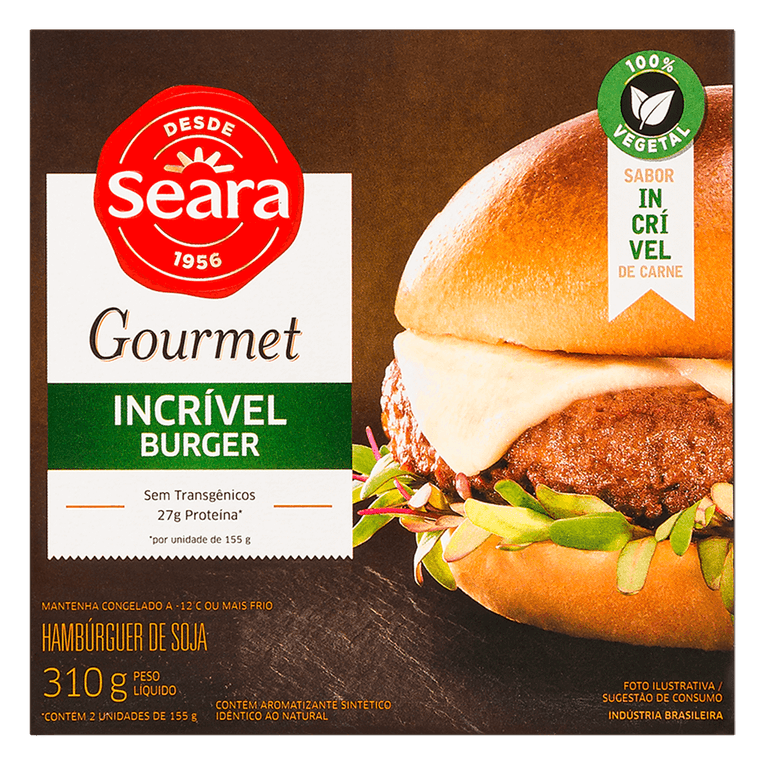 DESDE
Seara
1956
Gourmet
INCRÍVEL
BURGER
Sem Transgênicos
27g Proteína*
*por unidade de 155 g
100%
VEGETAL
SABOR
IN
CRÍ
VEL
DE CARNE
MANTENHA CONGELADO A -12°C OU MAIS FRIO
HAMBÚRGUER DE SOJA
310 g PESO
LÍQUIDO
*CONTÉM 2 UNIDADES DE 155 g
CONTÉM AROMATIZANTE SINTÉTICO
IDÊNTICO AO NATURAL
FOTO ILUSTRATIVA /
SUGESTÃO DE CONSUMO
INDÚSTRIA BRASILEIRA